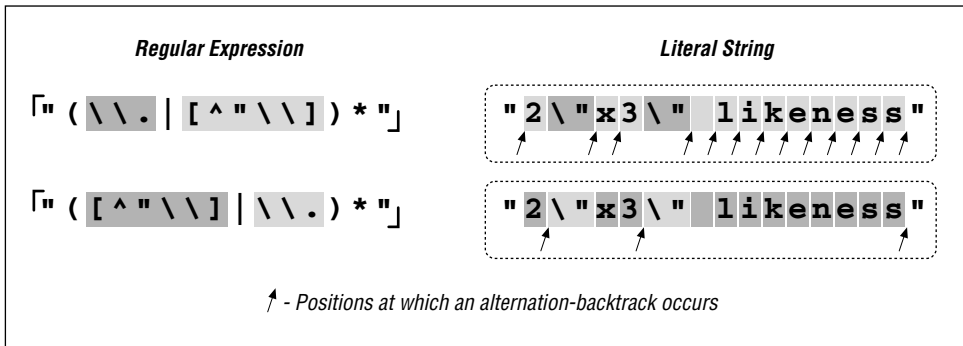 Regular Expression Literal String
⌈"(\\.|[^"\\])*"⌋ "2\"x3\" likeness"
⌈"([^"\\]|\\.)*"⌋ "2\"x3\" likeness"
↗ - Positions at which an alternation-backtrack occurs